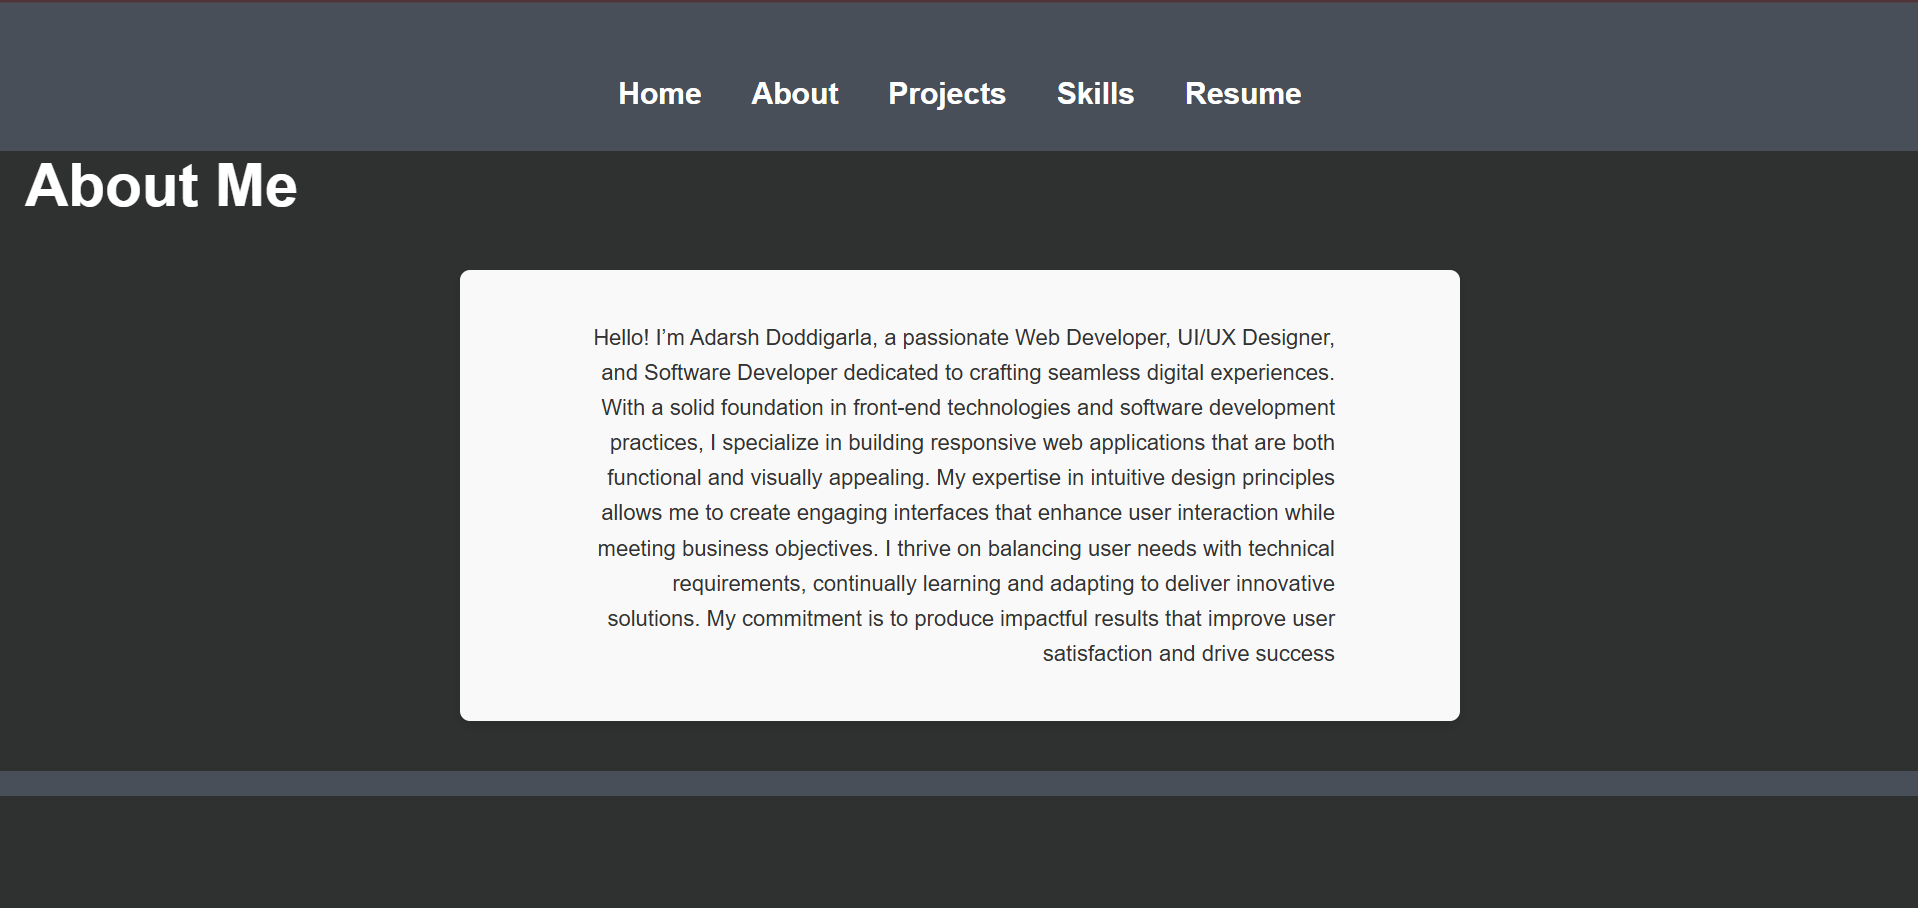 Home About Projects Skills Resume
About Me
Hello! I’m Adarsh Doddigarla, a passionate Web Developer, UI/UX Designer,
and Software Developer dedicated to crafting seamless digital experiences.
With a solid foundation in front-end technologies and software development
practices, I specialize in building responsive web applications that are both
functional and visually appealing. My expertise in intuitive design principles
allows me to create engaging interfaces that enhance user interaction while
meeting business objectives. I thrive on balancing user needs with technical
requirements, continually learning and adapting to deliver innovative
solutions. My commitment is to produce impactful results that improve user
satisfaction and drive success